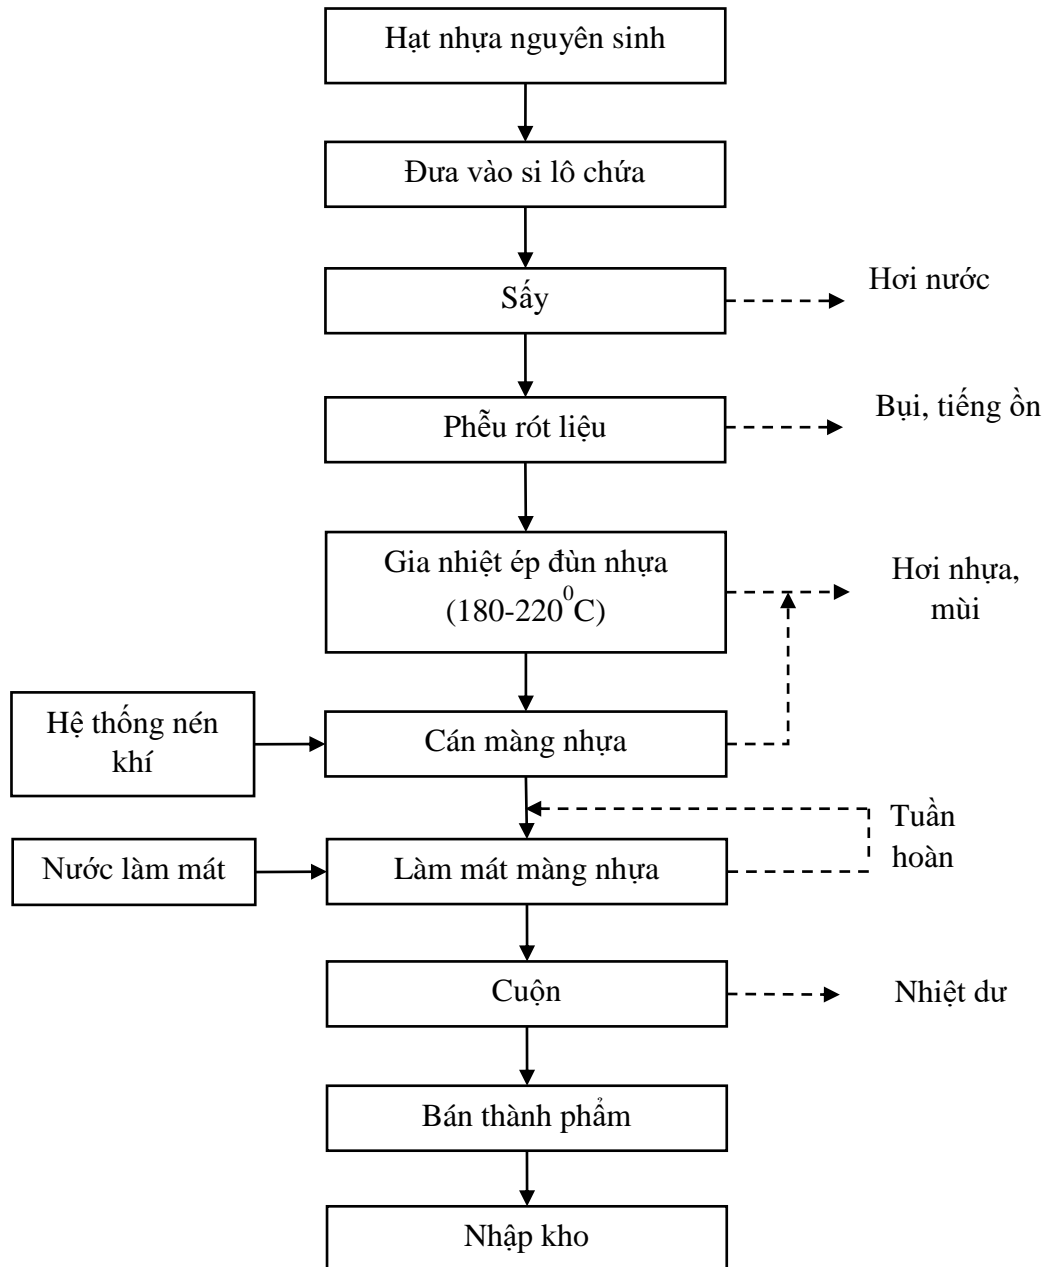 Hạt nhựa nguyên sinh
Đưa vào si lô chứa
Sấy
Hơi nước
Phễu rót liệu
Bụi, tiếng ồn
Gia nhiệt ép đùn nhựa
(180-220⁰C)
Hơi nhựa,
mùi
Hệ thống nén
khí
Cán màng nhựa
Tuần
hoàn
Nước làm mát
Làm mát màng nhựa
Cuộn
Nhiệt dư
Bán thành phẩm
Nhập kho